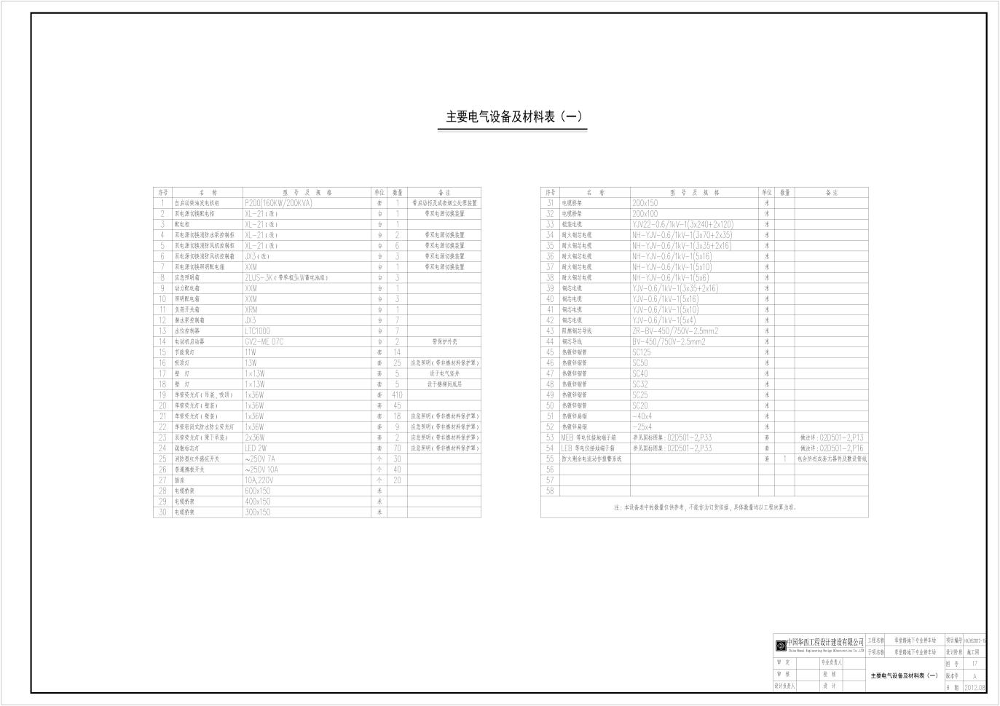 主要电气设备及材料表（一）
序号 名 称 型 号 及 规 格 单位 数量 备 注
1 自启动柴油发电机组 P200(160KW/200KVA) 套 1 带启动柜及成套烟尘处理装置
2 双电源切换配电柜 XL-21(改) 台 1 带双电源切换装置
3 配电柜 XL-21(改) 台 1
4 双电源切换消防水泵控制柜 XL-21(改) 台 2 带双电源切换装置
5 双电源切换消防风机控制柜 XL-21(改) 台 6 带双电源切换装置
6 双电源切换消防风机控制箱 JX3(改) 台 3 带双电源切换装置
7 双电源切换照明配电箱 XXM 台 1 带双电源切换装置
8 应急照明箱 ZLUS-3K(带单相3kW蓄电池组) 台 3
9 动力配电箱 XXM 台 1
10 照明配电箱 XXM 台 3
11 负荷开关箱 XRM 台 1
12 潜水泵控制箱 JX3 台 7
13 水位控制器 LTC1000 台 7
14 电动机启动器 GV2-ME 07C 台 2 带保护外壳
15 节能筒灯 11W 套 14
16 吸顶灯 13W 套 25 应急照明(带非燃材料保护罩)
17 壁 灯 1×13W 套 5 设于电气竖井
18 壁 灯 1×13W 套 5 设于楼梯间底层
19 单管荧光灯(吊装、吸顶) 1x36W 套 410
20 单管荧光灯(壁装) 1x36W 套 45
21 单管荧光灯(壁装) 1x36W 套 18 应急照明(带非燃材料保护罩)
22 单管密闭式防水防尘荧光灯 1x36W 套 9 应急照明(带非燃材料保护罩)
23 双管荧光灯(梁下吊装) 2x36W 套 2 应急照明(带非燃材料保护罩)
24 疏散标志灯 LED 2W 套 70 应急照明(带非燃材料保护罩)
25 消防型红外感应开关 ~250V 7A 个 30
26 普通翘板开关 ~250V 10A 个 40
27 插座 10A,220V 个 20
28 电缆桥架 600x150 米
29 电缆桥架 400x150 米
30 电缆桥架 300x150 米
序号 名 称 型 号 及 规 格 单位 数量 备 注
31 电缆桥架 200x150 米
32 电缆桥架 200x100 米
33 铠装电缆 YJV22-0.6/1kV-1(3x240+2x120) 米
34 耐火铜芯电缆 NH-YJV-0.6/1kV-1(3x70+2x35) 米
35 耐火铜芯电缆 NH-YJV-0.6/1kV-1(3x35+2x16) 米
36 耐火铜芯电缆 NH-YJV-0.6/1kV-1(5x16) 米
37 耐火铜芯电缆 NH-YJV-0.6/1kV-1(5x10) 米
38 耐火铜芯电缆 NH-YJV-0.6/1kV-1(5x6) 米
39 铜芯电缆 YJV-0.6/1kV-1(3x35+2x16) 米
40 铜芯电缆 YJV-0.6/1kV-1(5x16) 米
41 铜芯电缆 YJV-0.6/1kV-1(5x10) 米
42 铜芯电缆 YJV-0.6/1kV-1(5x4) 米
43 阻燃铜芯导线 ZR-BV-450/750V-2.5mm2 米
44 铜芯导线 BV-450/750V-2.5mm2 米
45 热镀锌钢管 SC125 米
46 热镀锌钢管 SC50 米
47 热镀锌钢管 SC40 米
48 热镀锌钢管 SC32 米
49 热镀锌钢管 SC25 米
50 热镀锌钢管 SC20 米
51 热镀锌扁钢 -40x4 米
52 热镀锌扁钢 -25x4 米
53 MEB 等电位接地端子箱 参见国标图集：02D501-2,P33 套 做法详：02D501-2,P13
54 LEB 等电位接地端子箱 参见国标图集：02D501-2,P33 套 做法详：02D501-2,P16
55 防火剩余电流动作报警系统 套 1 包含所有成套元器件及敷设管线
56
57
58
注：本设备表中的数量仅供参考，不能作为订货依据，具体数量均以工程决算为准。
CD 中国华西工程设计建设有限公司
China Huaxi Engineering Design &Construction Co.,LTD
工程名称 草堂路地下专业停车场 项目编号
子项名称 草堂路地下专业停车场 设计阶段 施工图
审 定 专业负责人 图 号 17
审 核 校 核 主要电气设备及材料表（一） 版本号 A
设计负责人 设 计 日 期 2012.08